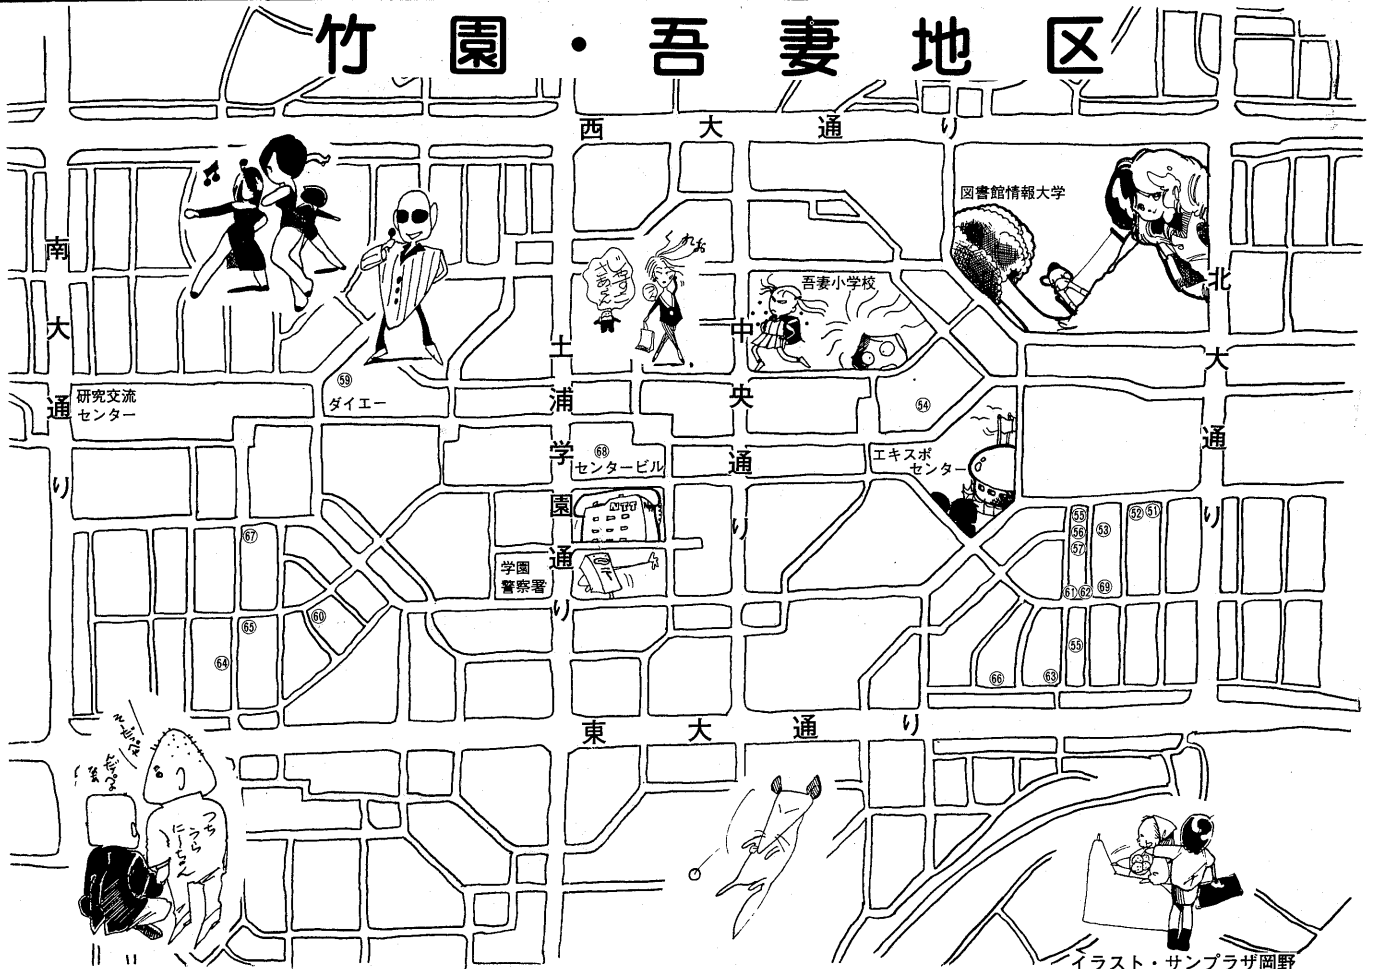 竹園・吾妻地区
西大通り
図書館情報大学
南大通り
北大通り
吾妻小学校
土浦学園通り
中央通り
研究交流
センター
59
ダイエー
54
68
センタービル
エキスポ
センター
NTT
学園
警察署
55
56
57
53
52
51
61
62
69
55
66
63
67
60
65
64
東大通り
つち
うら
イラスト・サンプラザ岡野